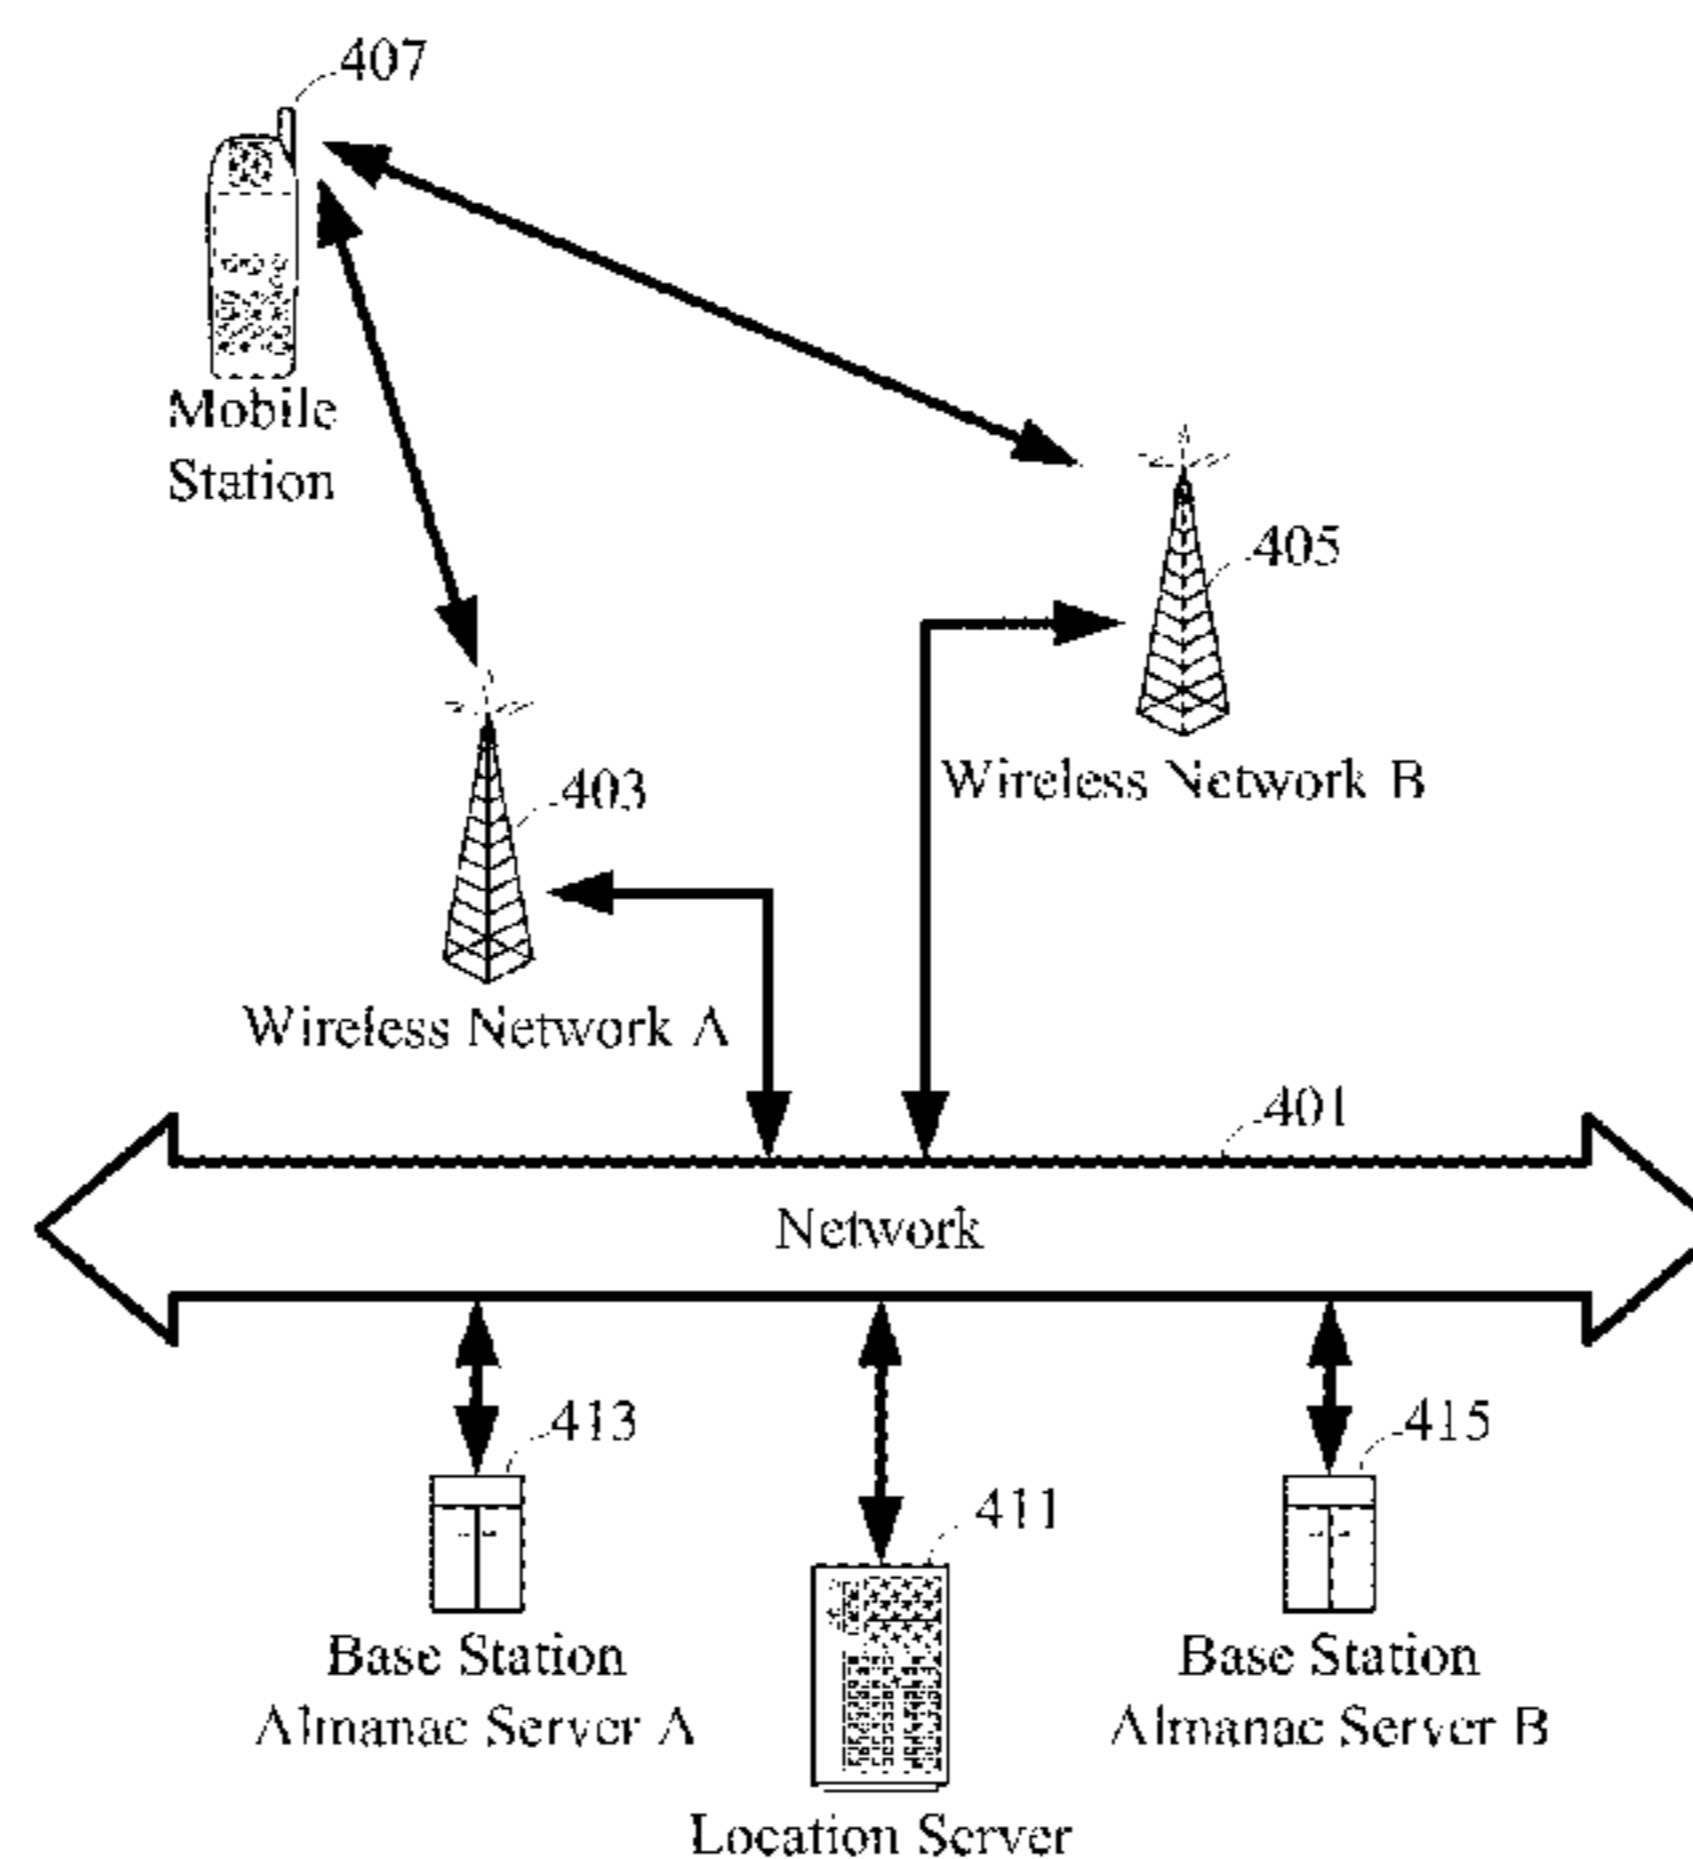 407
Mobile
Station
405
Wireless Network B
403
Wireless Network A
401
Network
413
415
411
Base Station
Almanac Server A
Base Station
Almanac Server B
Location Server